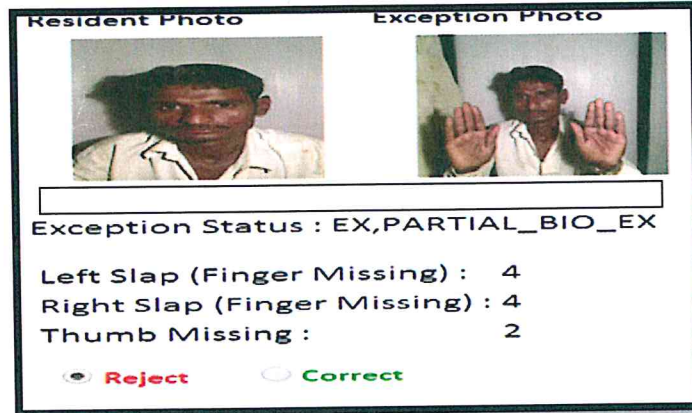 Resident Photo Exception Photo
Exception Status : EX,PARTIAL_BIO_EX
Left Slap (Finger Missing) : 4
Right Slap (Finger Missing) : 4
Thumb Missing : 2
Reject Correct